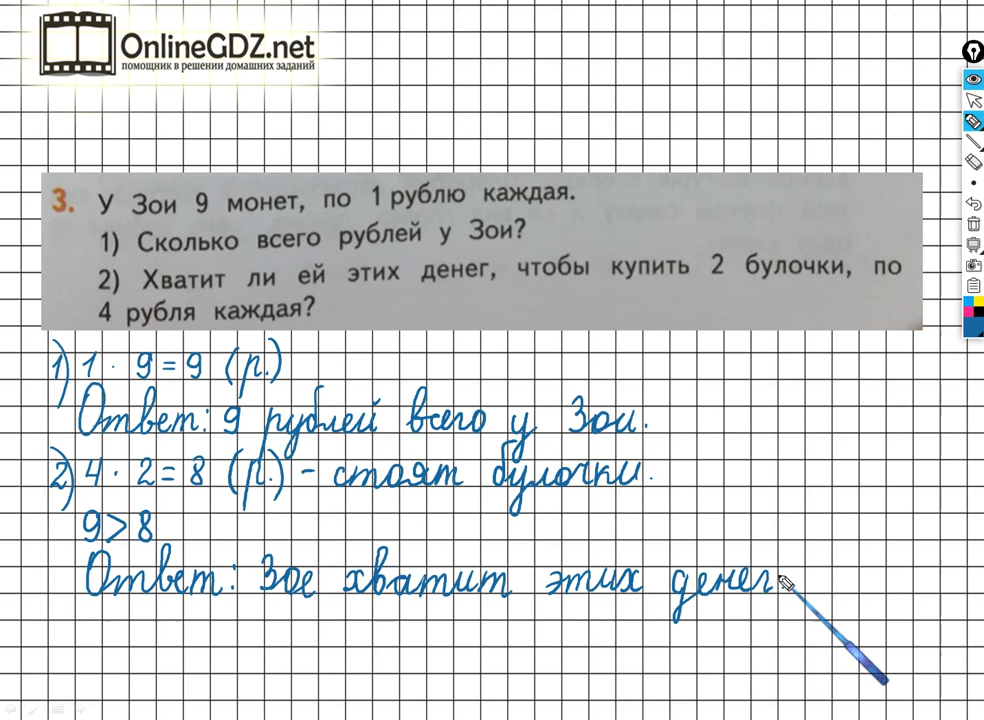 OnlineGDZ.net
помощник в решении домашних заданий
3. У Зои 9 монет, по 1 рублю каждая.
1) Сколько всего рублей у Зои?
2) Хватит ли ей этих денег, чтобы купить 2 булочки, по
4 рубля каждая?
1) 1 · 9 = 9 (р.)
Ответ: 9 рублей всего у Зои.
2) 4 · 2 = 8 (р.) - стоят булочки.
9 > 8
Ответ: Зое хватит этих денег